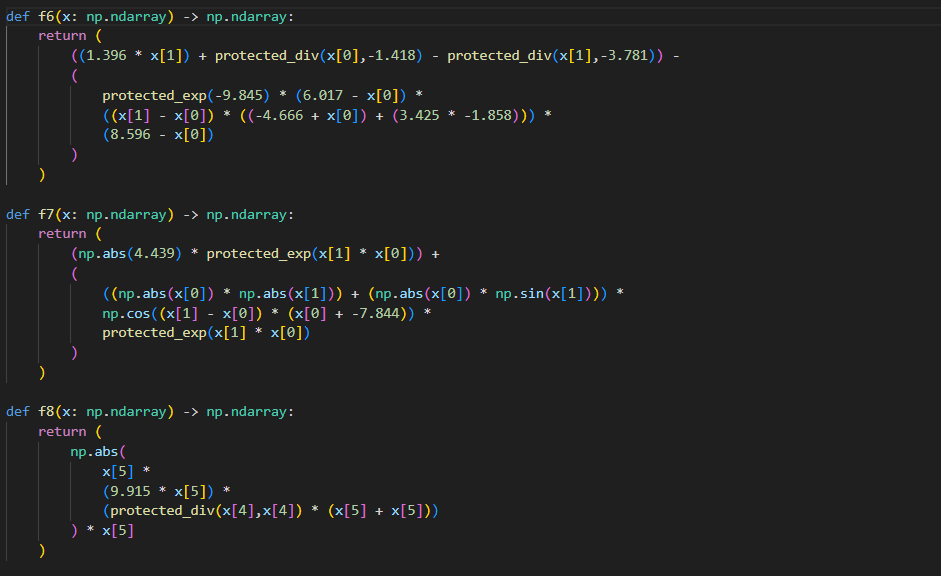 def f6(x: np.ndarray) -> np.ndarray:
    return (
        ((1.396 * x[1]) + protected_div(x[0],-1.418) - protected_div(x[1],-3.781)) -
        (
            protected_exp(-9.845) * (6.017 - x[0]) *
            ((x[1] - x[0]) * ((-4.666 + x[0]) + (3.425 * -1.858))) *
            (8.596 - x[0])
        )
    )

def f7(x: np.ndarray) -> np.ndarray:
    return (
        (np.abs(4.439) * protected_exp(x[1] * x[0])) +
        (
            ((np.abs(x[0]) * np.abs(x[1])) + (np.abs(x[0]) * np.sin(x[1]))) *
            np.cos((x[1] - x[0]) * (x[0] + -7.844)) *
            protected_exp(x[1] * x[0])
        )
    )

def f8(x: np.ndarray) -> np.ndarray:
    return (
        np.abs(
            x[5] *
            (9.915 * x[5]) *
            (protected_div(x[4],x[4]) * (x[5] + x[5]))
        ) * x[5]
    )